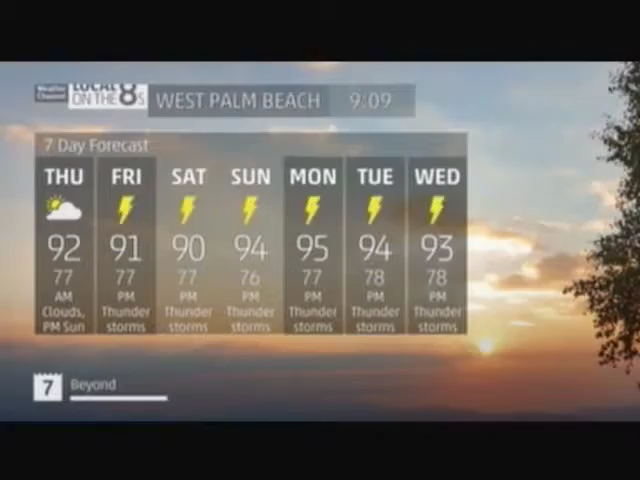 Weather
Channel
LOCAL
ON THE 8s
WEST PALM BEACH 9:09
7 Day Forecast
THU FRI SAT SUN MON TUE WED
92 91 90 94 95 94 93
77 77 77 76 77 78 78
AM Clouds, PM Sun
PM Thunder storms
PM Thunder storms
PM Thunder storms
PM Thunder storms
PM Thunder storms
PM Thunder storms
7 Beyond